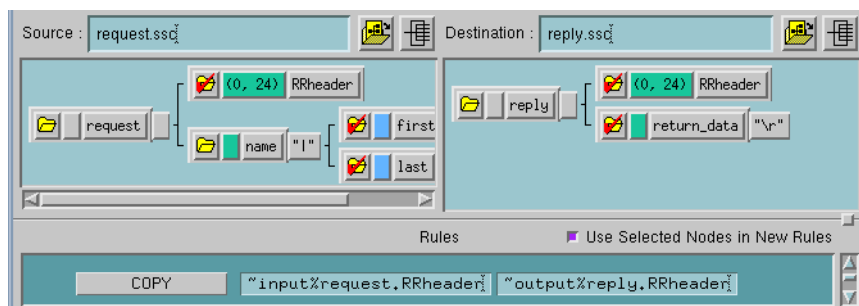 Source : request.ssc Destination : reply.ssc
(0, 24) RRheader (0, 24) RRheader
request reply
first
name "|" return_data "\r"
last
Rules Use Selected Nodes in New Rules
COPY ~input%request.RRheader ~output%reply.RRheader